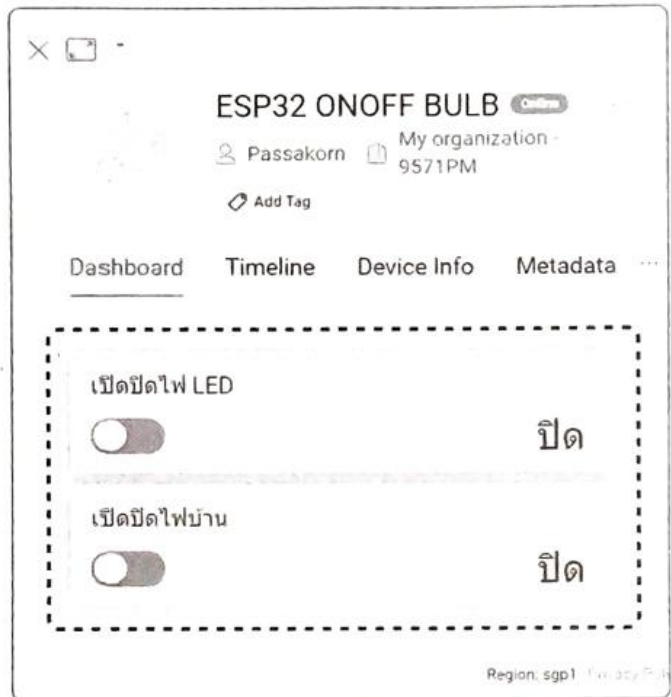 ESP32 ONOFF BULB
Passakorn My organization -
9571PM
Add Tag
Dashboard Timeline Device Info Metadata ...
เปิดปิดไฟ LED
ปิด
เปิดปิดไฟบ้าน
ปิด
Region: sgp1